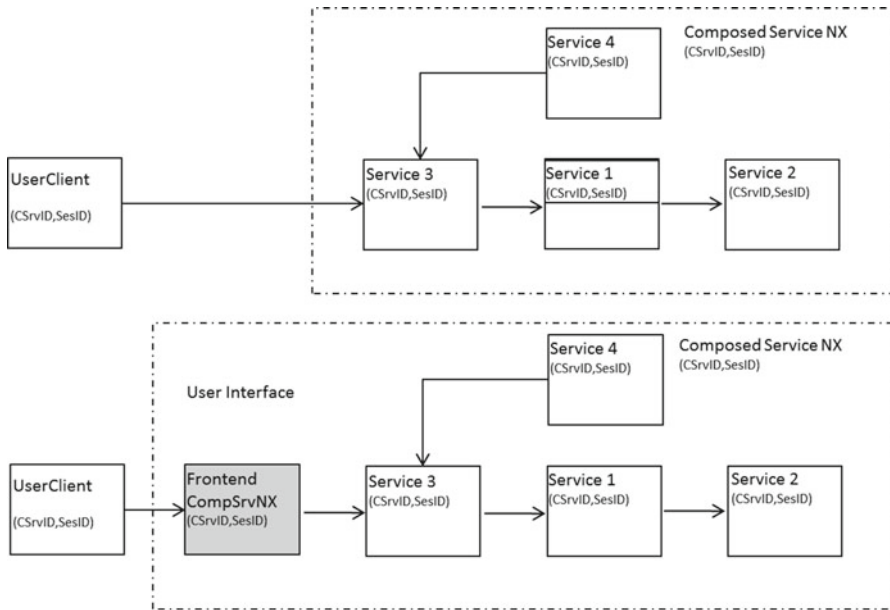 Service 4
(CSrvID,SesID)
Composed Service NX
(CSrvID,SesID)
UserClient
(CSrvID,SesID)
Service 3
(CSrvID,SesID)
Service 1
(CSrvID,SesID)
Service 2
(CSrvID,SesID)
Service 4
(CSrvID,SesID)
Composed Service NX
(CSrvID,SesID)
User Interface
UserClient
(CSrvID,SesID)
Frontend
CompSrvNX
(CSrvID,SesID)
Service 3
(CSrvID,SesID)
Service 1
(CSrvID,SesID)
Service 2
(CSrvID,SesID)